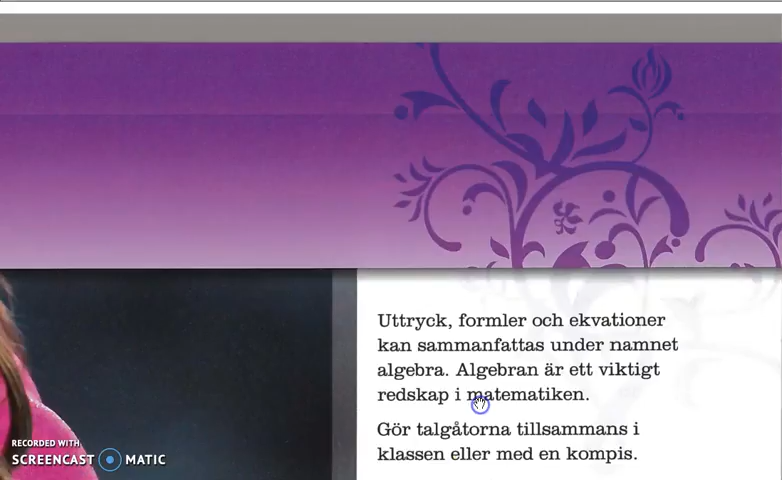 Uttryck, formler och ekvationer
kan sammanfattas under namnet
algebra. Algebran är ett viktigt
redskap i matematiken.
Gör talgåtorna tillsammans i
klassen eller med en kompis.
RECORDED WITH
SCREENCAST MATIC